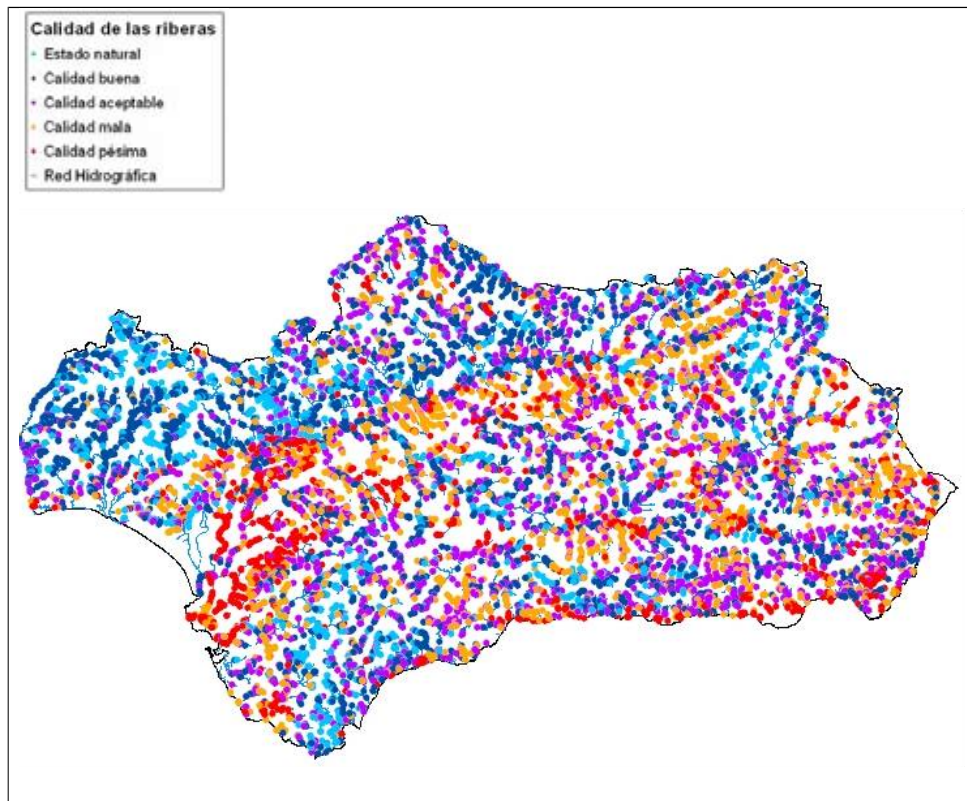 Calidad de las riberas
Estado natural
Calidad buena
Calidad aceptable
Calidad mala
Calidad pésima
Red Hidrográfica